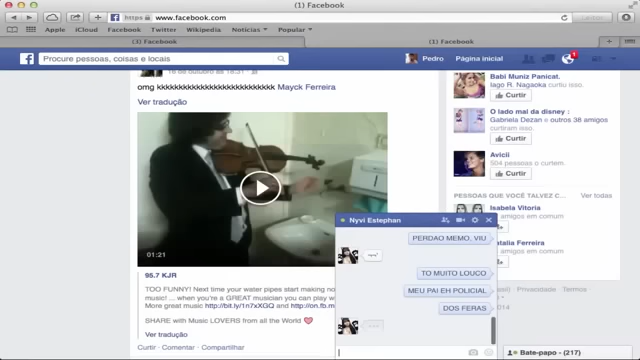 (1) Facebook
https www.facebook.com
Apple iCloud Facebook Twitter Wikipedia Notícias Popular
(3) Facebook
(1) Facebook
Procure pessoas, coisas e locais
Pedro Página inicial
1
omg kkkkkkkkkkkkkkkkkkkkkkkkkkk Mayck Ferreira
Ver tradução
01:21
95.7 KJR
TOO FUNNY! Next time your water pipes start making no
music! ... when you're a GREAT musician you can play w
More great music http://bit.ly/1n7xXGQ and http://on.fb.m
SHARE with Music LOVERS from all the World
Ver tradução
Curtir · Comentar · Compartilhar
Babi Muniz Panicat.
Iago R. Nagaoka curtiu isso.
Curtir
O lado mal da disney :
Gabriela Dezan e outros 38 amigos
curtiram isso.
Curtir
Avicii
504 pessoas o curtem
Curtir
PESSOAS QUE VOCÊ TALVEZ C... Ver todas
Isabela Vitoria
amigos em comum
Natalia Ferreira
amigos em comum
Privacidade Termos
Nyvi Estephan
PERDAO MEMO, VIU
TO MUITO LOUCO
MEU PAI EH POLICIAL
DOS FERAS
Bate-papo - (217)